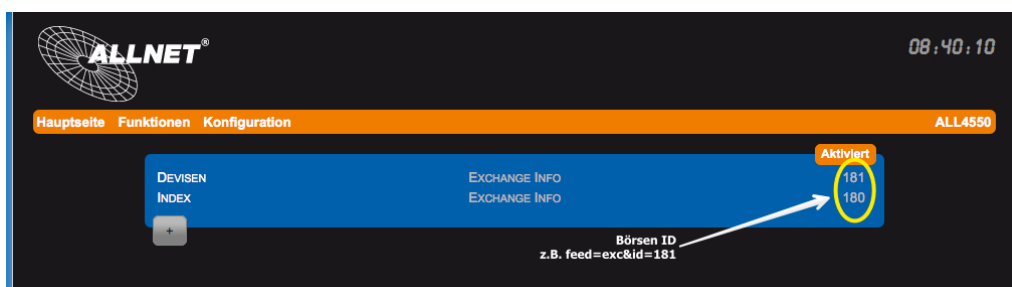 ALLNET®
08:40:10
Hauptseite Funktionen Konfiguration ALL4550
Aktiviert
DEVISEN EXCHANGE INFO 181
INDEX EXCHANGE INFO 180
+
Börsen ID
z.B. feed=exc&id=181